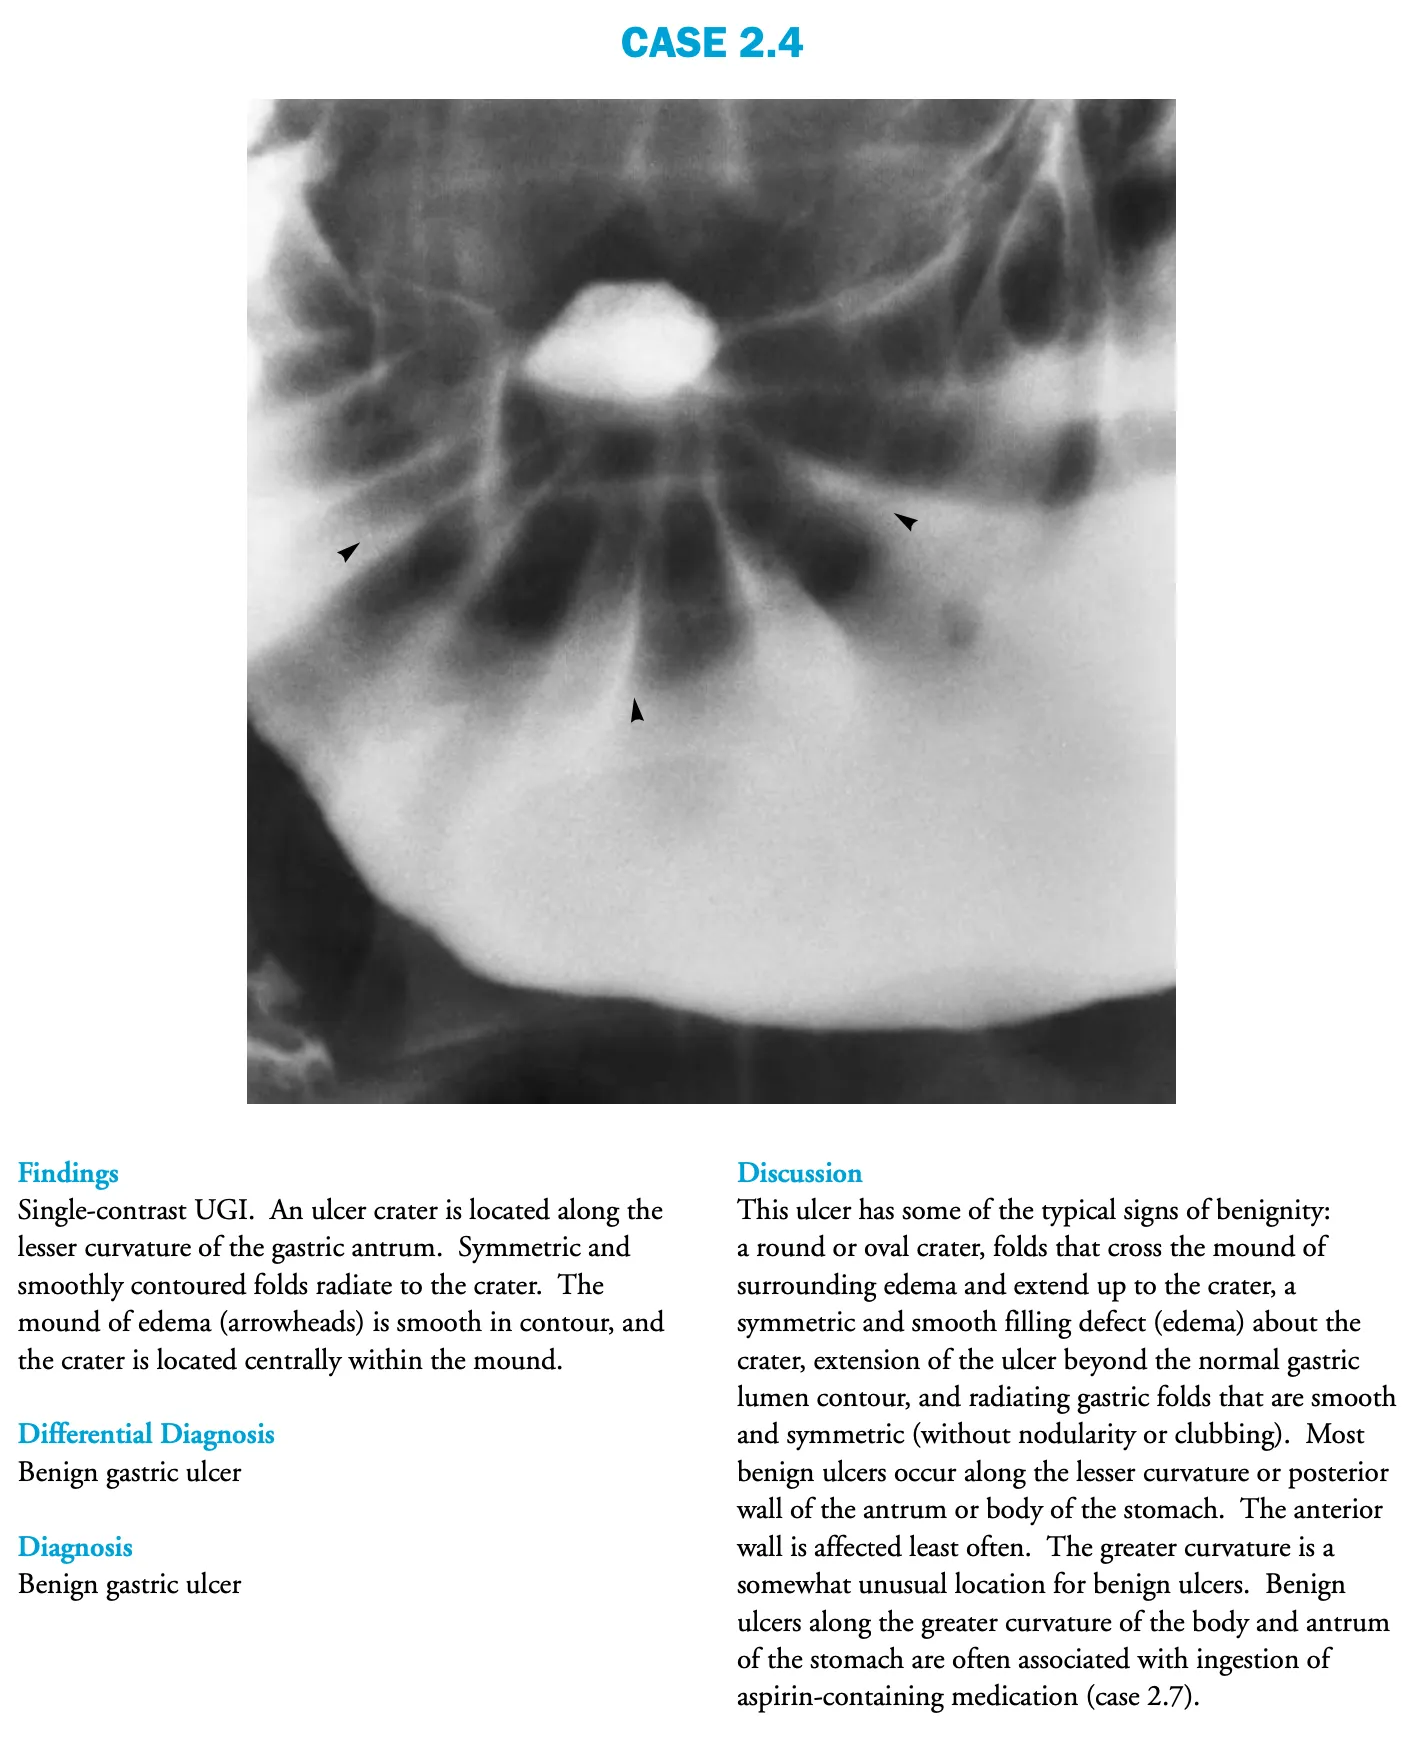 CASE 2.4
Findings
Single-contrast UGI. An ulcer crater is located along the
lesser curvature of the gastric antrum. Symmetric and
smoothly contoured folds radiate to the crater. The
mound of edema (arrowheads) is smooth in contour, and
the crater is located centrally within the mound.
Differential Diagnosis
Benign gastric ulcer
Diagnosis
Benign gastric ulcer
Discussion
This ulcer has some of the typical signs of benignity:
a round or oval crater, folds that cross the mound of
surrounding edema and extend up to the crater, a
symmetric and smooth filling defect (edema) about the
crater, extension of the ulcer beyond the normal gastric
lumen contour, and radiating gastric folds that are smooth
and symmetric (without nodularity or clubbing). Most
benign ulcers occur along the lesser curvature or posterior
wall of the antrum or body of the stomach. The anterior
wall is affected least often. The greater curvature is a
somewhat unusual location for benign ulcers. Benign
ulcers along the greater curvature of the body and antrum
of the stomach are often associated with ingestion of
aspirin-containing medication (case 2.7).